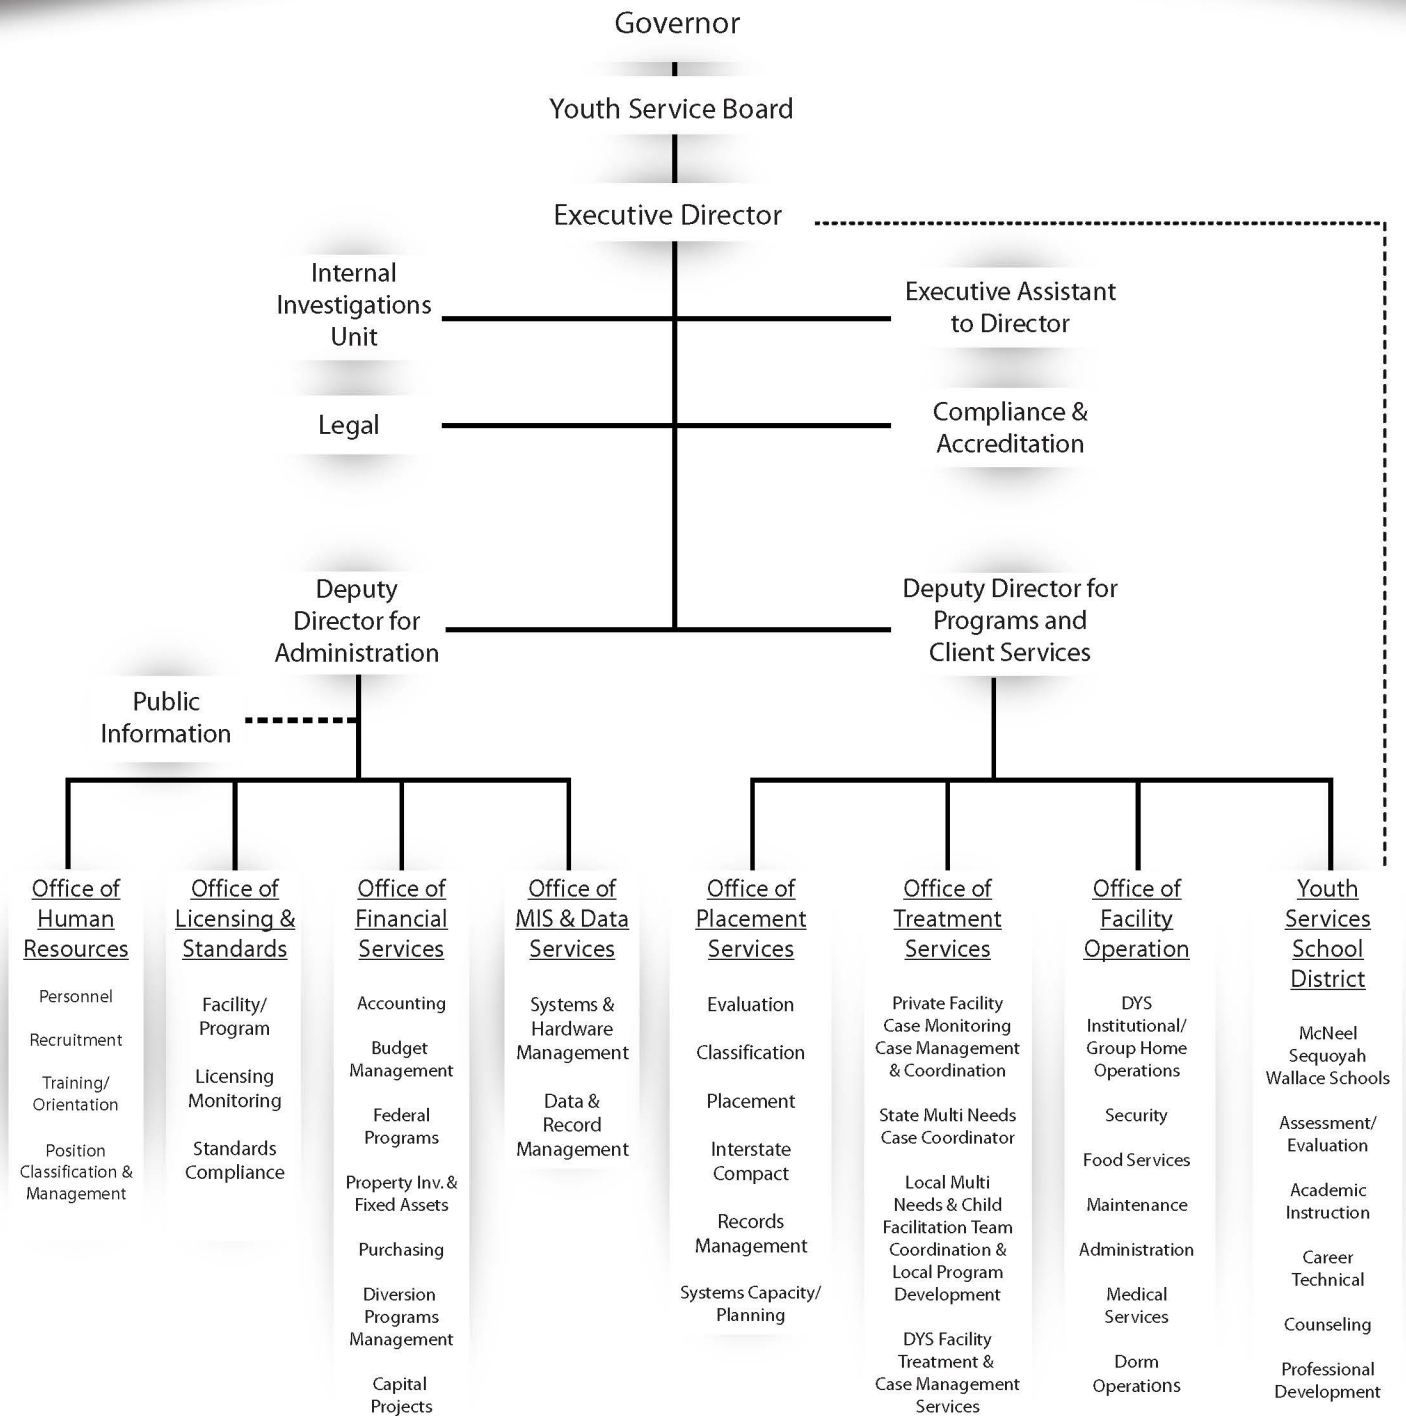 Governor
Youth Service Board
Executive Director
Internal
Investigations
Unit
Executive Assistant
to Director
Legal
Compliance &
Accreditation
Deputy
Director for
Administration
Deputy Director for
Programs and
Client Services
Public
Information
Office of
Human
Resources
Personnel
Recruitment
Training/
Orientation
Position
Classification &
Management
Office of
Licensing &
Standards
Facility/
Program
Licensing
Monitoring
Standards
Compliance
Office of
Financial
Services
Accounting
Budget
Management
Federal
Programs
Property Inv. &
Fixed Assets
Purchasing
Diversion
Programs
Management
Capital
Projects
Office of
MIS & Data
Services
Systems &
Hardware
Management
Data &
Record
Management
Office of
Placement
Services
Evaluation
Classification
Placement
Interstate
Compact
Records
Management
Systems Capacity/
Planning
Office of
Treatment
Services
Private Facility
Case Monitoring
Case Management
& Coordination
State Multi Needs
Case Coordinator
Local Multi
Needs & Child
Facilitation Team
Coordination &
Local Program
Development
DYS Facility
Treatment &
Case Management
Services
Office of
Facility
Operation
DYS
Institutional/
Group Home
Operations
Security
Food Services
Maintenance
Administration
Medical
Services
Dorm
Operations
Youth
Services
School
District
McNeel
Sequoyah
Wallace Schools
Assessment/
Evaluation
Academic
Instruction
Career
Technical
Counseling
Professional
Development